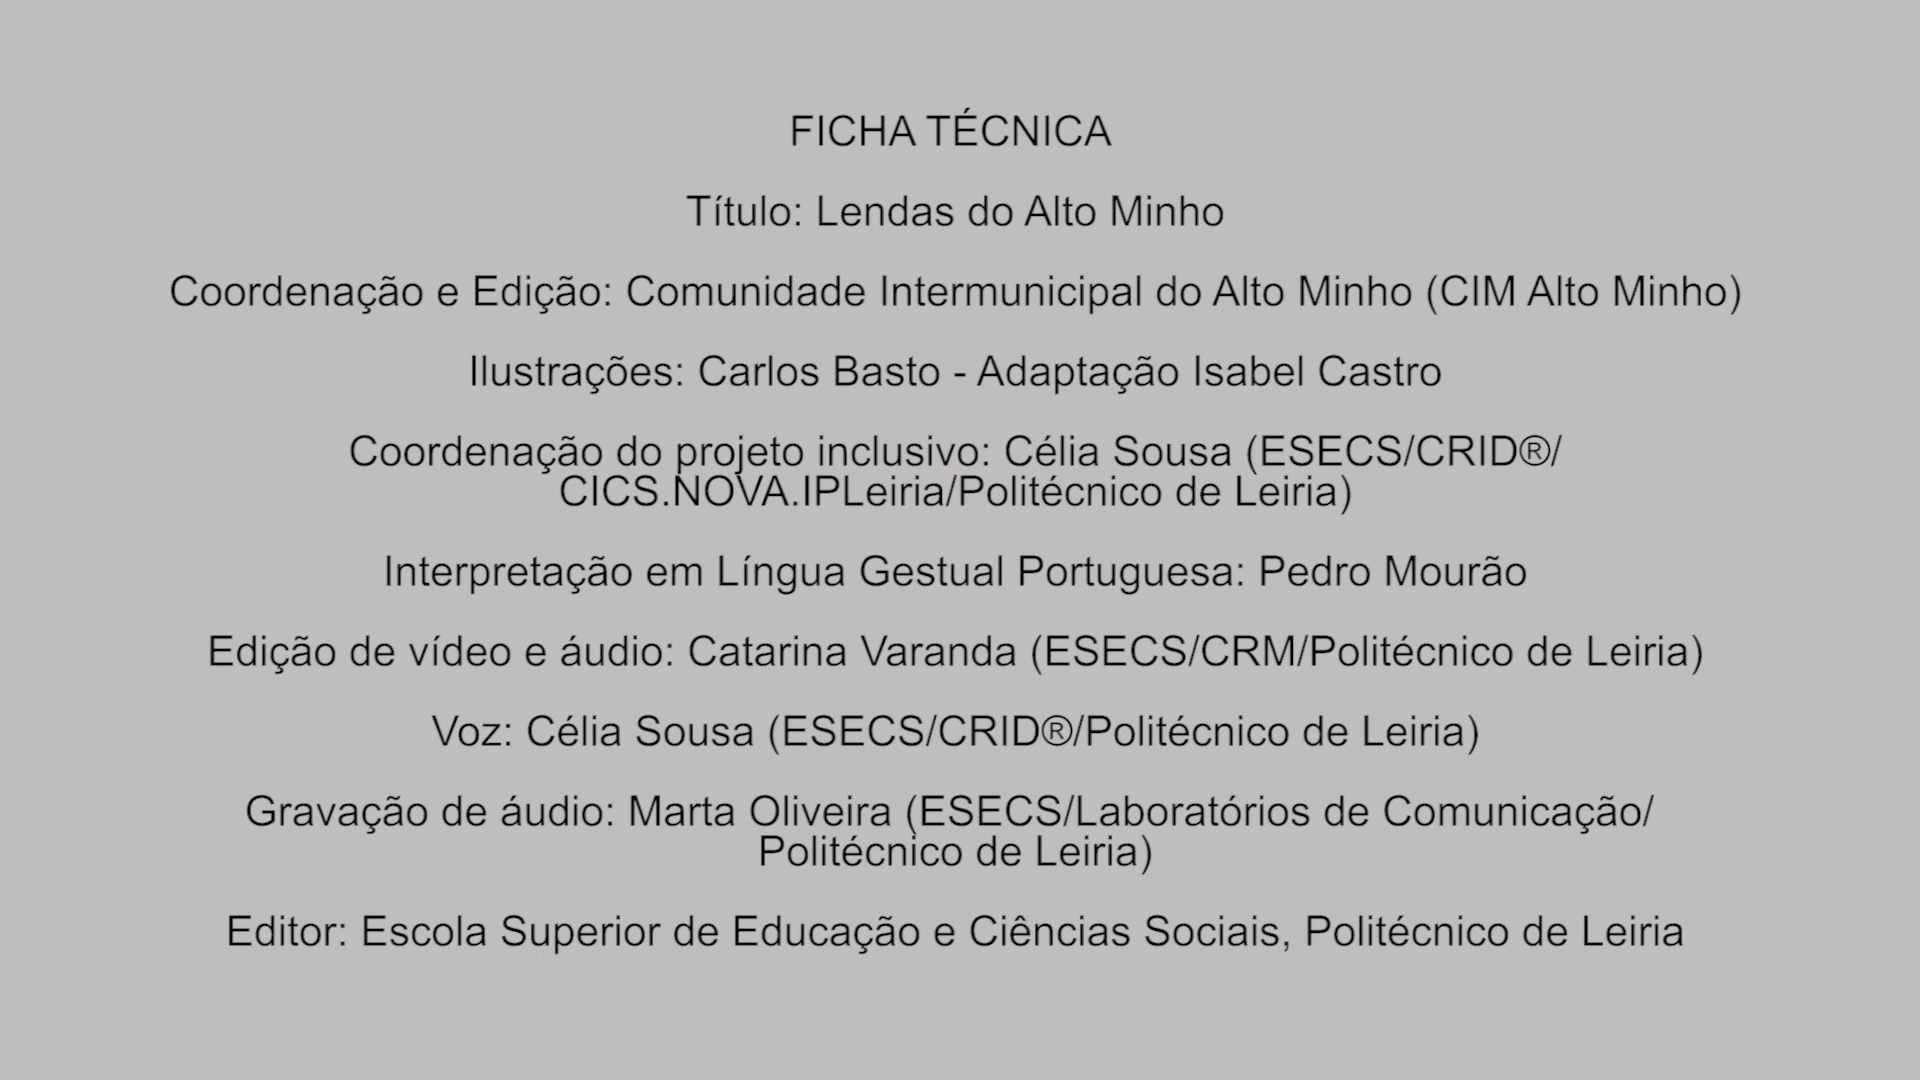 FICHA TÉCNICA
Título: Lendas do Alto Minho
Coordenação e Edição: Comunidade Intermunicipal do Alto Minho (CIM Alto Minho)
Ilustrações: Carlos Basto - Adaptação Isabel Castro
Coordenação do projeto inclusivo: Célia Sousa (ESECS/CRID®/
CICS.NOVA.IPLeiria/Politécnico de Leiria)
Interpretação em Língua Gestual Portuguesa: Pedro Mourão
Edição de vídeo e áudio: Catarina Varanda (ESECS/CRM/Politécnico de Leiria)
Voz: Célia Sousa (ESECS/CRID®/Politécnico de Leiria)
Gravação de áudio: Marta Oliveira (ESECS/Laboratórios de Comunicação/
Politécnico de Leiria)
Editor: Escola Superior de Educação e Ciências Sociais, Politécnico de Leiria